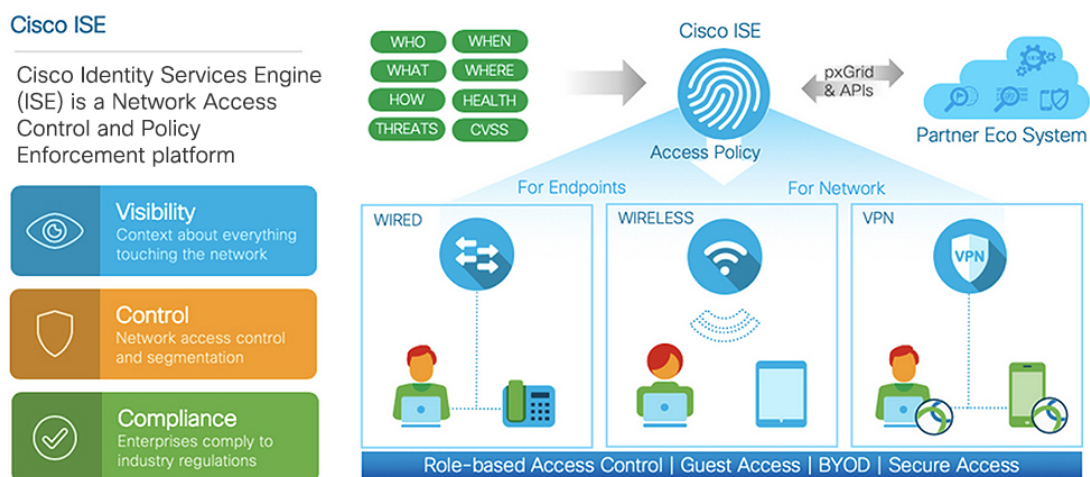 Cisco ISE
Cisco Identity Services Engine
(ISE) is a Network Access
Control and Policy
Enforcement platform
Visibility
Context about everything
touching the network
Control
Network access control
and segmentation
Compliance
Enterprises comply to
industry regulations
WHO
WHEN
WHAT
WHERE
HOW
HEALTH
THREATS
CVSS
Cisco ISE
Access Policy
pxGrid
& APIs
Partner Eco System
For Endpoints
For Network
WIRED
WIRELESS
VPN
VPN
Role-based Access Control | Guest Access | BYOD | Secure Access